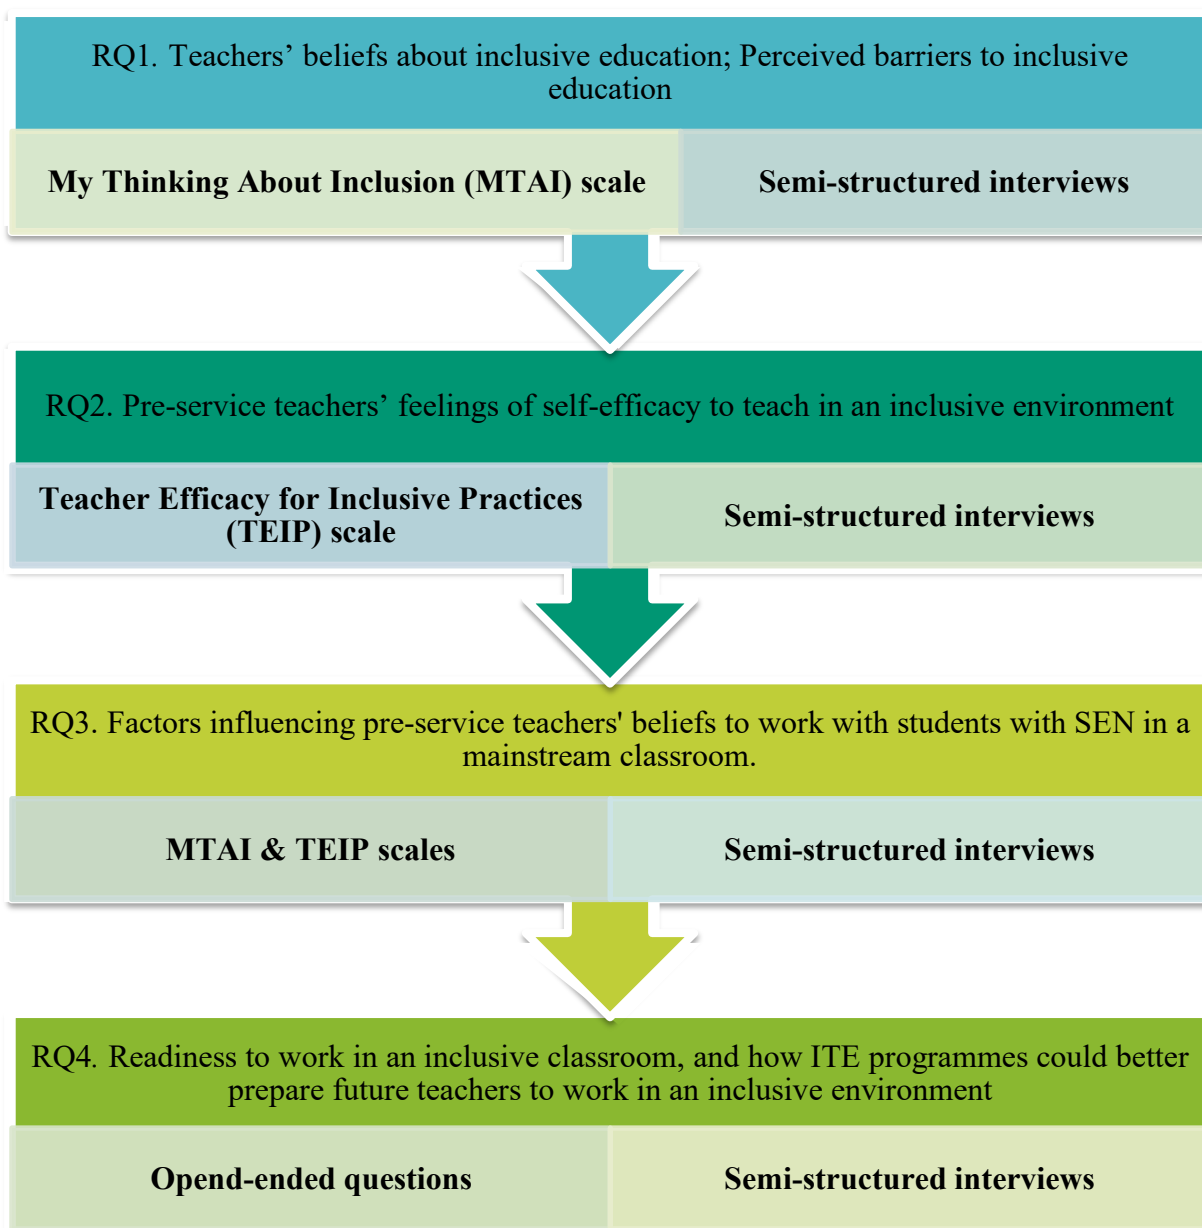 RQ1. Teachers’ beliefs about inclusive education; Perceived barriers to inclusive
education
My Thinking About Inclusion (MTAI) scale
Semi-structured interviews
RQ2. Pre-service teachers’ feelings of self-efficacy to teach in an inclusive environment
Teacher Efficacy for Inclusive Practices
(TEIP) scale
Semi-structured interviews
RQ3. Factors influencing pre-service teachers' beliefs to work with students with SEN in a
mainstream classroom.
MTAI & TEIP scales
Semi-structured interviews
RQ4. Readiness to work in an inclusive classroom, and how ITE programmes could better
prepare future teachers to work in an inclusive environment
Opend-ended questions
Semi-structured interviews